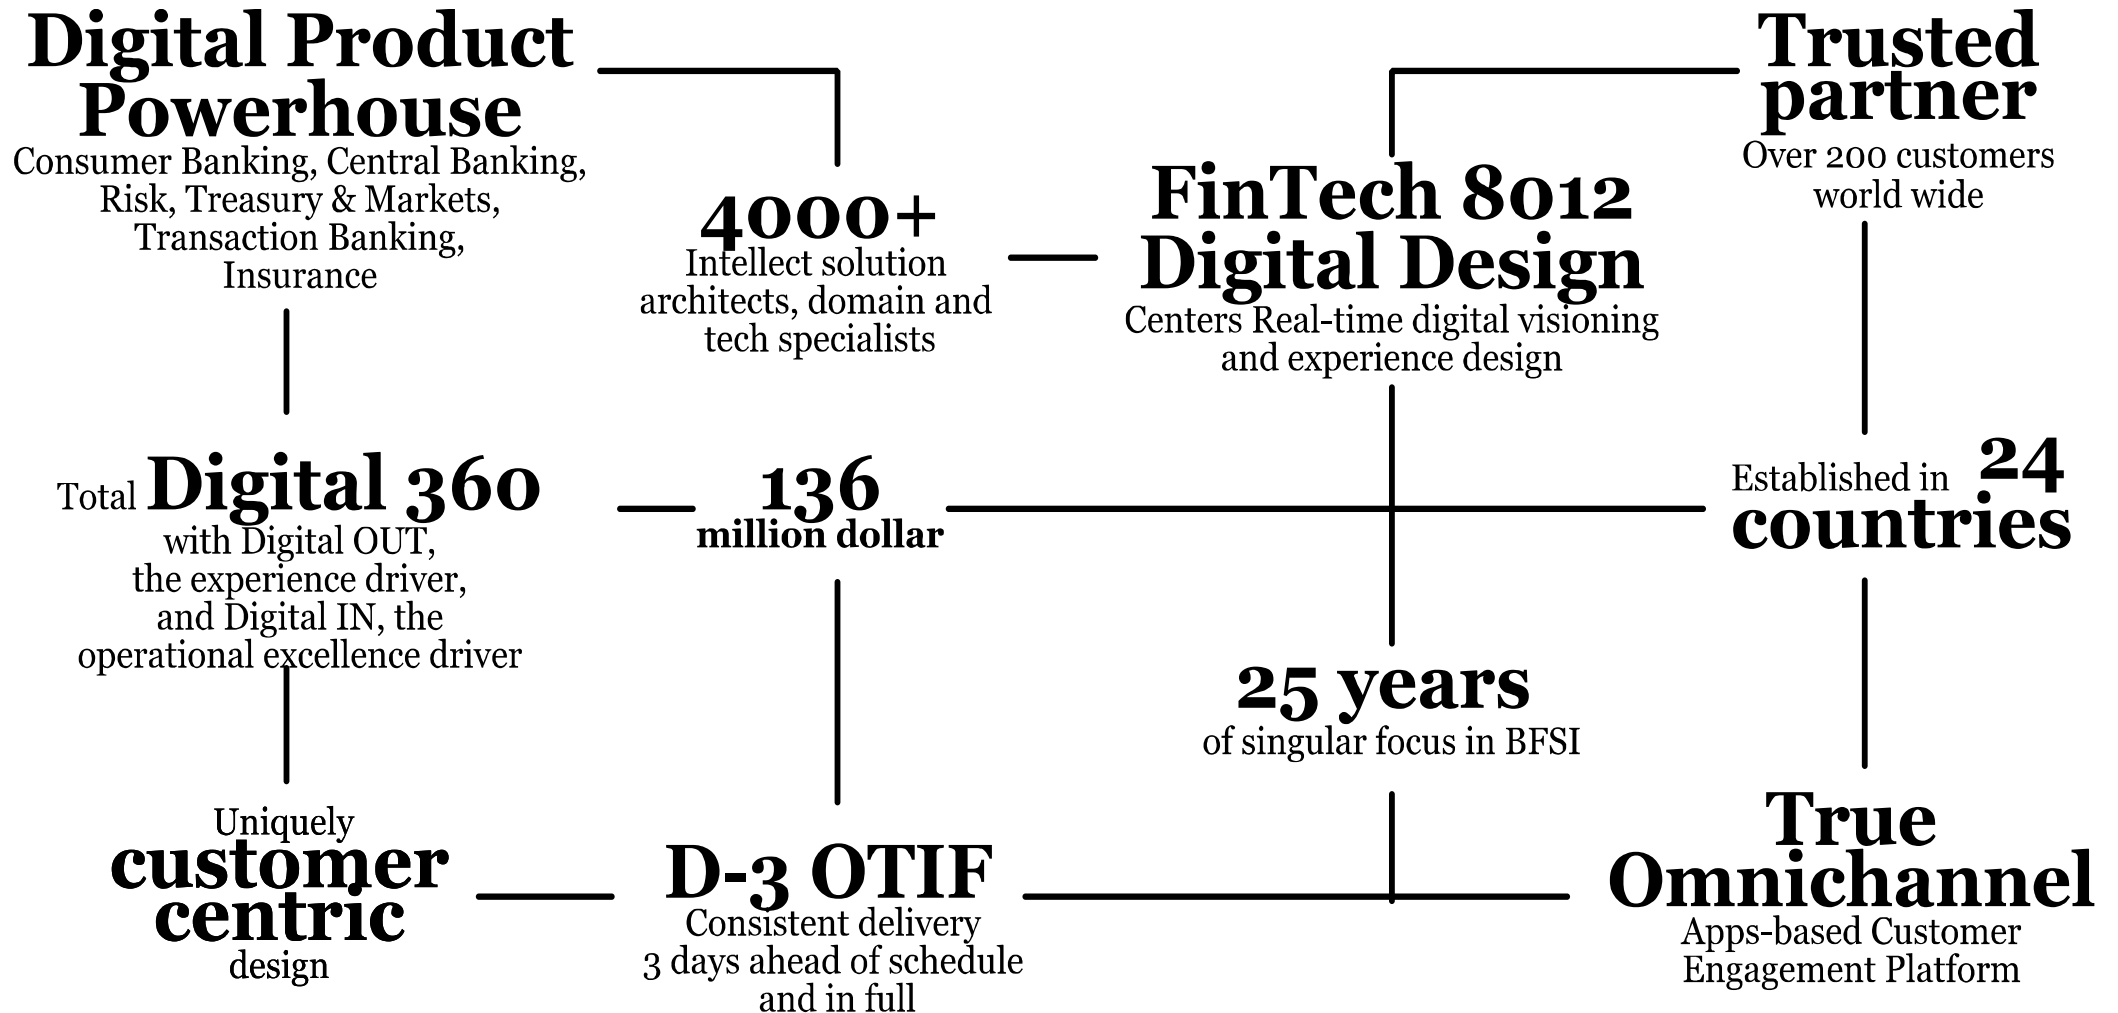 Digital Product
Powerhouse
Consumer Banking, Central Banking,
Risk, Treasury & Markets,
Transaction Banking,
Insurance
4000+
Intellect solution
architects, domain and
tech specialists
FinTech 8012
Digital Design
Centers Real-time digital visioning
and experience design
Trusted
partner
Over 200 customers
world wide
Total Digital 360
with Digital OUT,
the experience driver,
and Digital IN, the
operational excellence driver
136
million dollar
Established in 24
countries
25 years
of singular focus in BFSI
Uniquely
customer
centric
design
D-3 OTIF
Consistent delivery
3 days ahead of schedule
and in full
True
Omnichannel
Apps-based Customer
Engagement Platform